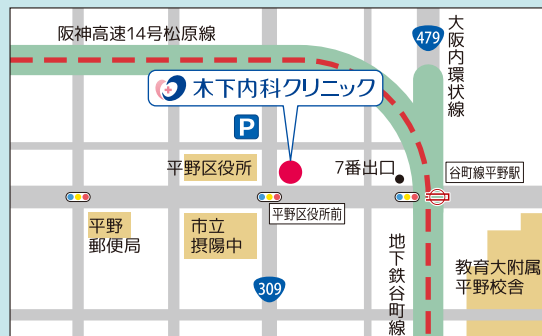 阪神高速14号松原線
479
大阪内環状線
木下内科クリニック
P
平野区役所
7番出口
谷町線平野駅
平野区役所前
平野
郵便局
市立
摂陽中
309
地下鉄谷町線
教育大附属
平野校舎